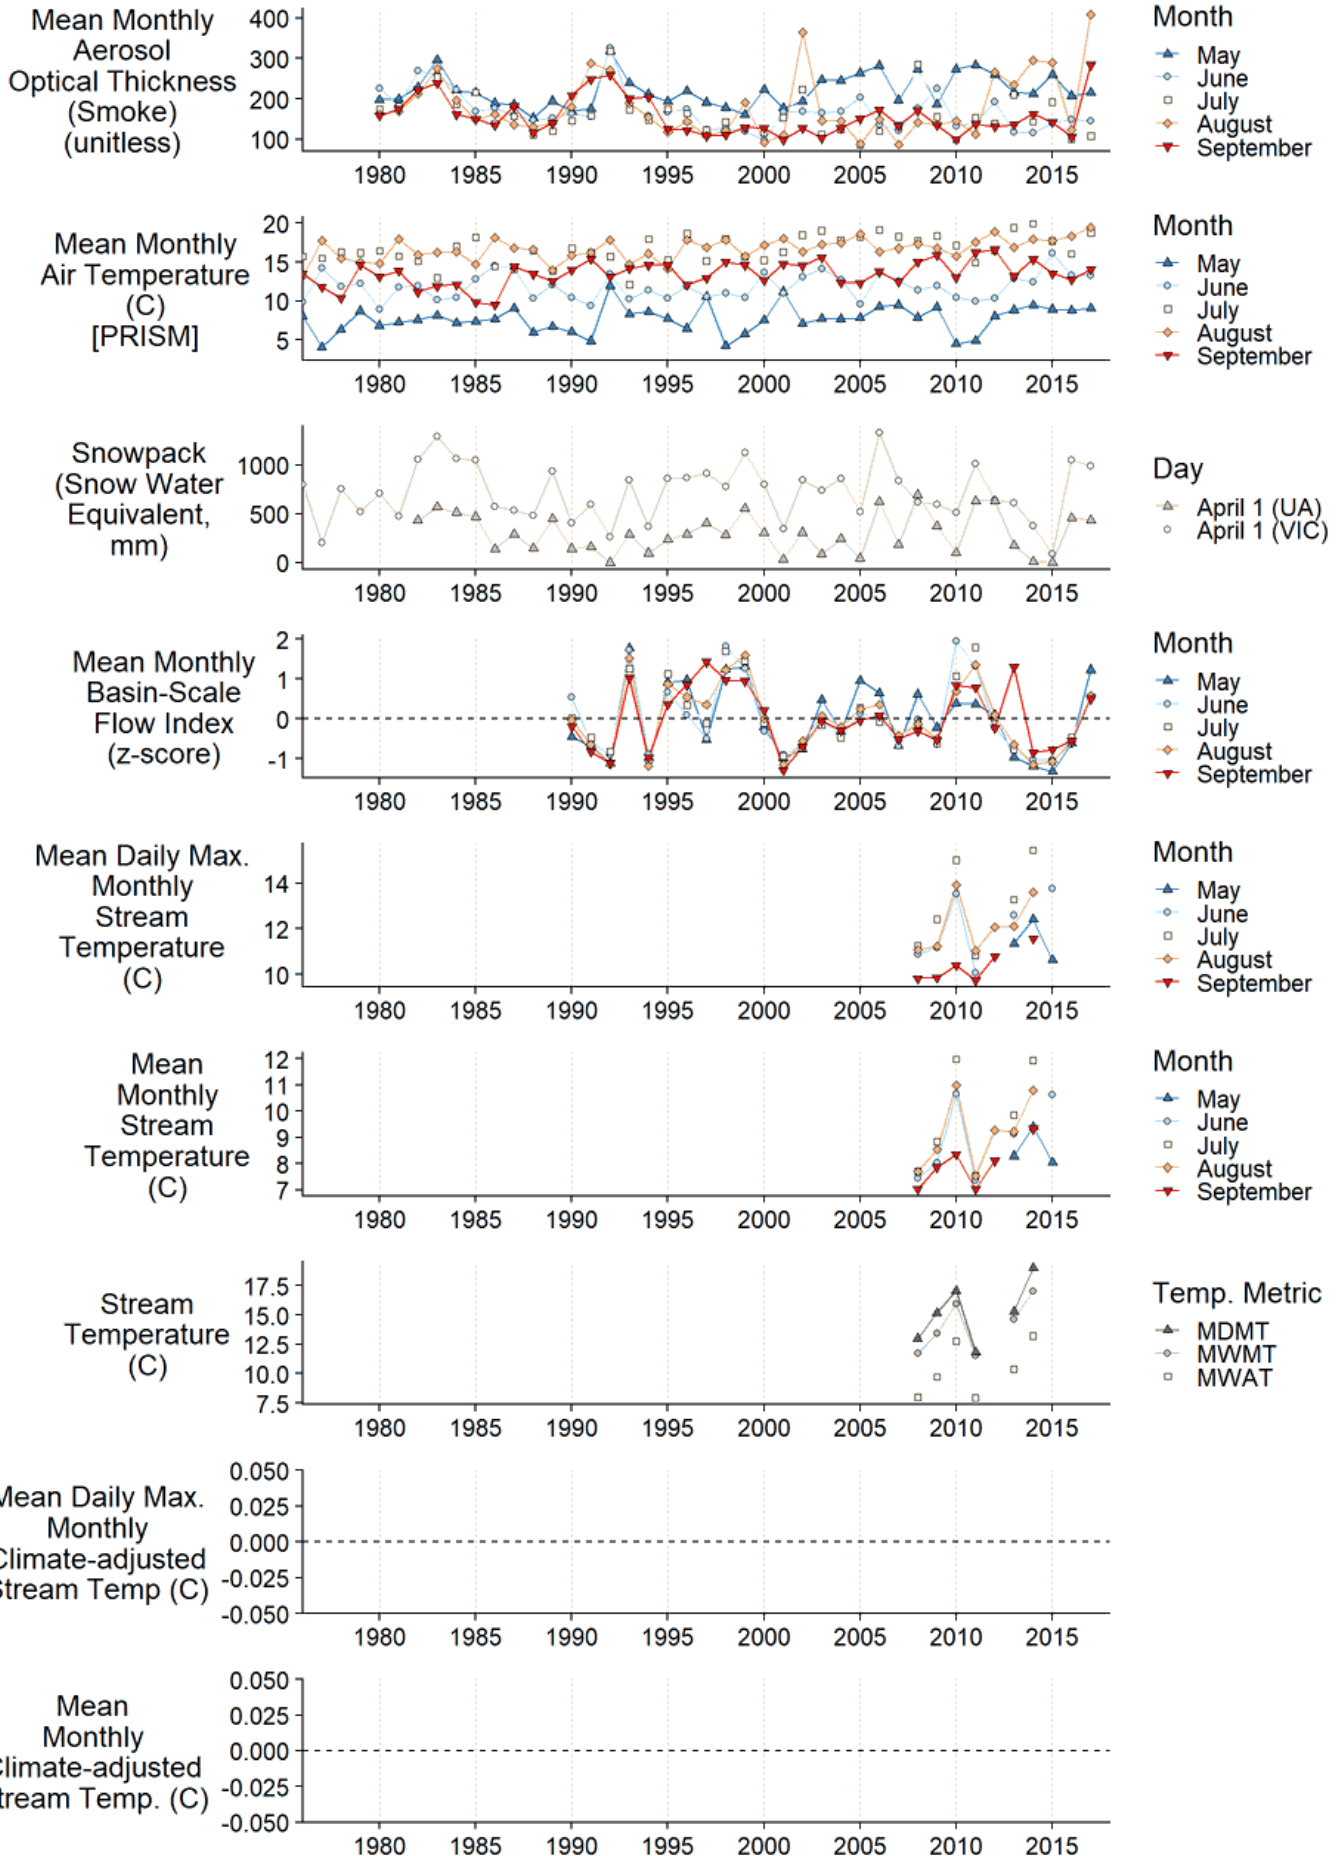 Mean Monthly
Aerosol
Optical Thickness
(Smoke)
(unitless)
400
300
200
100
1980 1985 1990 1995 2000 2005 2010 2015
Month
May
June
July
August
September
Mean Monthly
Air Temperature
(C)
[PRISM]
20
15
10
5
1980 1985 1990 1995 2000 2005 2010 2015
Month
May
June
July
August
September
Snowpack
(Snow Water
Equivalent,
mm)
1000
500
0
1980 1985 1990 1995 2000 2005 2010 2015
Day
April 1 (UA)
April 1 (VIC)
Mean Monthly
Basin-Scale
Flow Index
(z-score)
2
1
0
-1
1980 1985 1990 1995 2000 2005 2010 2015
Month
May
June
July
August
September
Mean Daily Max.
Monthly
Stream
Temperature
(C)
14
12
10
1980 1985 1990 1995 2000 2005 2010 2015
Month
May
June
July
August
September
Mean
Monthly
Stream
Temperature
(C)
12
11
10
9
8
7
1980 1985 1990 1995 2000 2005 2010 2015
Month
May
June
July
August
September
Stream
Temperature
(C)
17.5
15.0
12.5
10.0
7.5
1980 1985 1990 1995 2000 2005 2010 2015
Temp. Metric
MDMT
MWMT
MWAT
Mean Daily Max.
Monthly
Climate-adjusted
Stream Temp (C)
0.050
0.025
0.000
-0.025
-0.050
1980 1985 1990 1995 2000 2005 2010 2015
Mean
Monthly
Climate-adjusted
Stream Temp. (C)
0.050
0.025
0.000
-0.025
-0.050
1980 1985 1990 1995 2000 2005 2010 2015